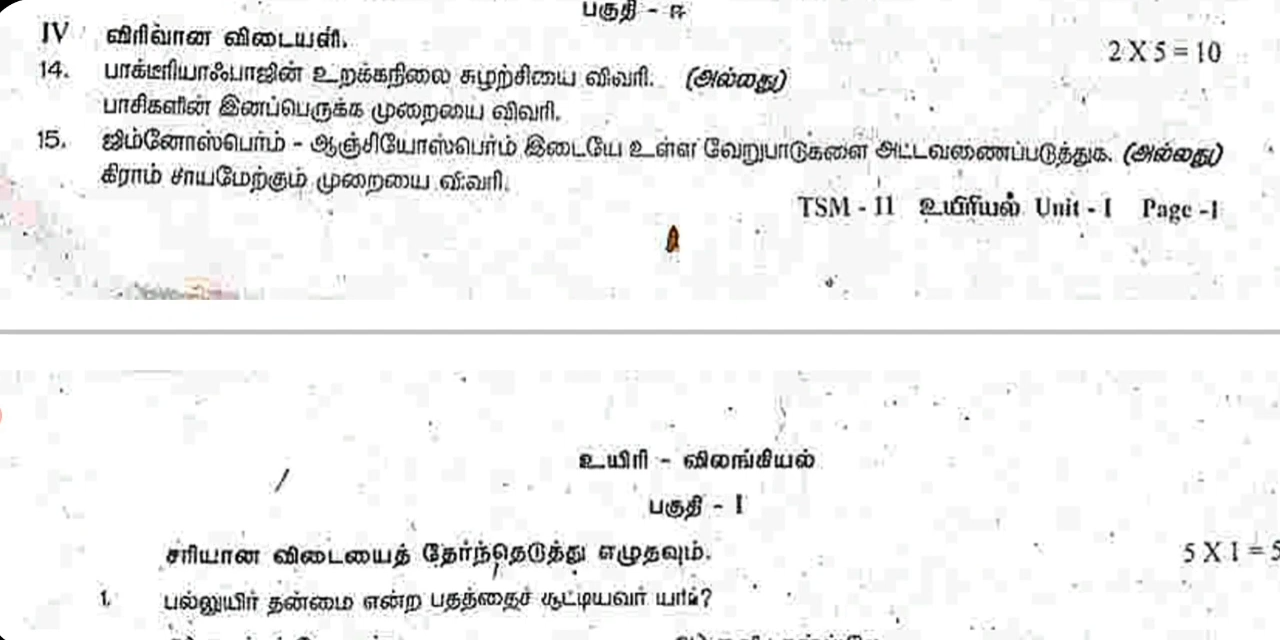 பகுதி - ஈ
IV விரிவான விடையளி. 2 X 5 = 10
14. பாக்டீரியாஃபாஜின் உறக்கநிலை சுழற்சியை விவரி. (அல்லது)
பாசிகளின் இனப்பெருக்க முறையை விவரி.
15. ஜிம்னோஸ்பெர்ம் - ஆஞ்சியோஸ்பெர்ம் இடையே உள்ள வேறுபாடுகளை அட்டவணைப்படுத்துக. (அல்லது)
கிராம் சாயமேற்கும் முறையை விவரி.
TSM - 11 உயிரியல் Unit - I Page -1
உயிரி - விலங்கியல்
பகுதி - I
சரியான விடையைத் தேர்ந்தெடுத்து எழுதவும். 5 X 1 = 5
1. பல்லுயிர் தன்மை என்ற பதத்தைச் சூட்டியவர் யார்?